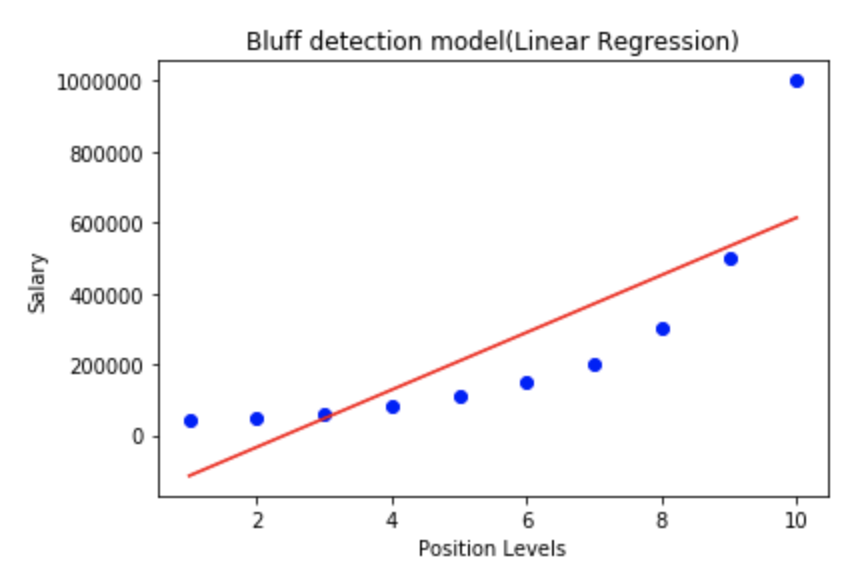 Bluff detection model(Linear Regression)
1000000
800000
600000
400000
200000
0
Salary
2 4 6 8 10
Position Levels